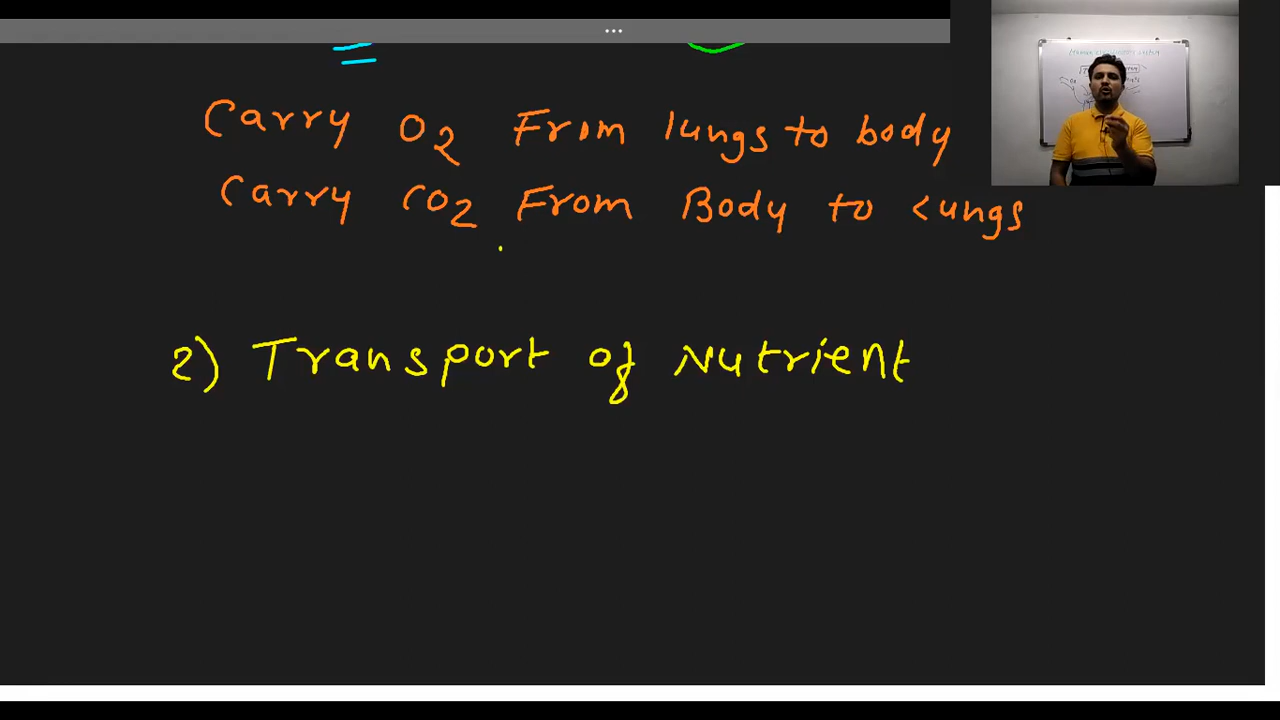 Carry O2 From lungs to body
Carry CO2 From Body to Lungs
2) Transport of Nutrient